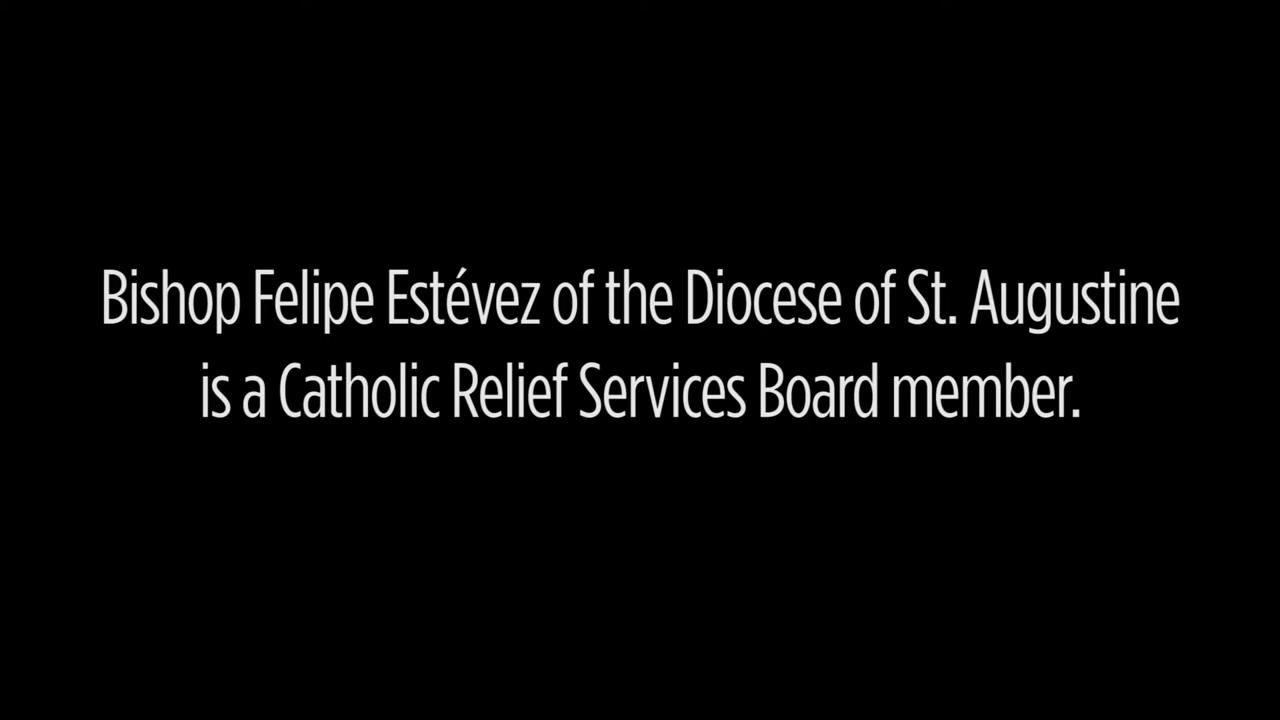 Bishop Felipe Estévez of the Diocese of St. Augustine
is a Catholic Relief Services Board member.